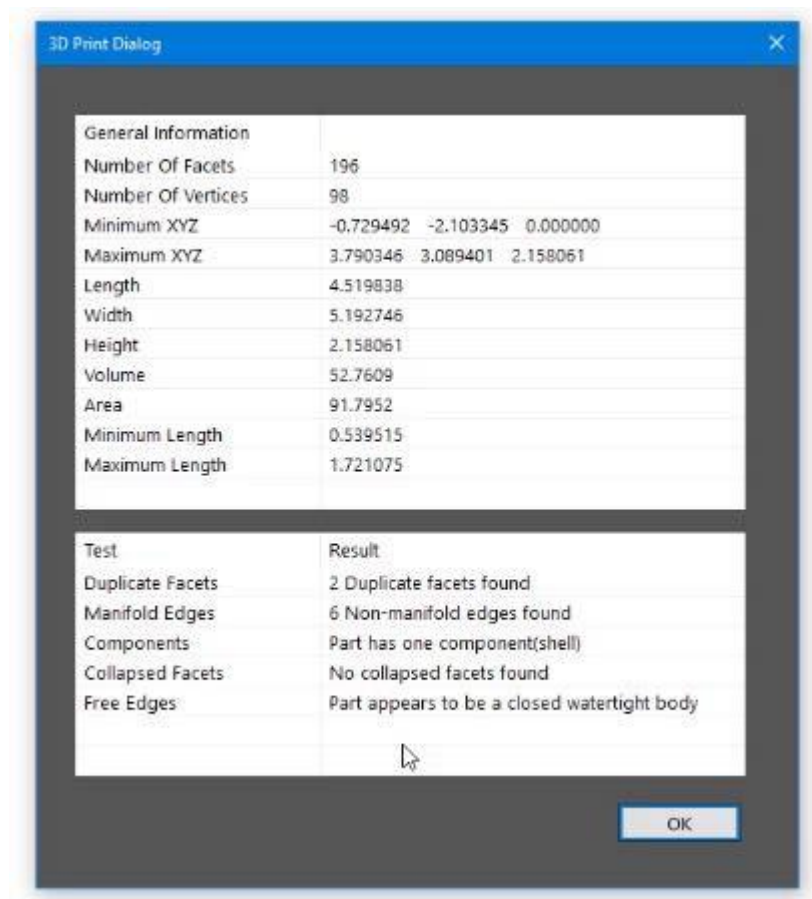 3D Print Dialog
General Information
Number Of Facets 196
Number Of Vertices 98
Minimum XYZ -0.729492 -2.103345 0.000000
Maximum XYZ 3.790346 3.089401 2.158061
Length 4.519838
Width 5.192746
Height 2.158061
Volume 52.7609
Area 91.7952
Minimum Length 0.539515
Maximum Length 1.721075
Test Result
Duplicate Facets 2 Duplicate facets found
Manifold Edges 6 Non-manifold edges found
Components Part has one component(shell)
Collapsed Facets No collapsed facets found
Free Edges Part appears to be a closed watertight body
OK